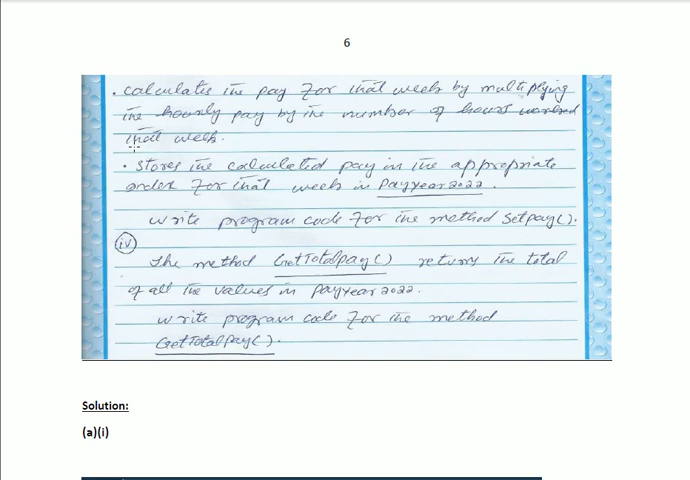 6
. calculates the pay for that week by multiplying
the hourly pay by the number of hours worked
that week.
. Stores the calculated pay in the appropriate
order for that week in Payyear2022.
write program code for the method Setpay().
(iv)
The method GetTotalpay() returns the total
of all the values in payyear2022.
write program code for the method
GetTotalPay().
Solution:
(a)(i)